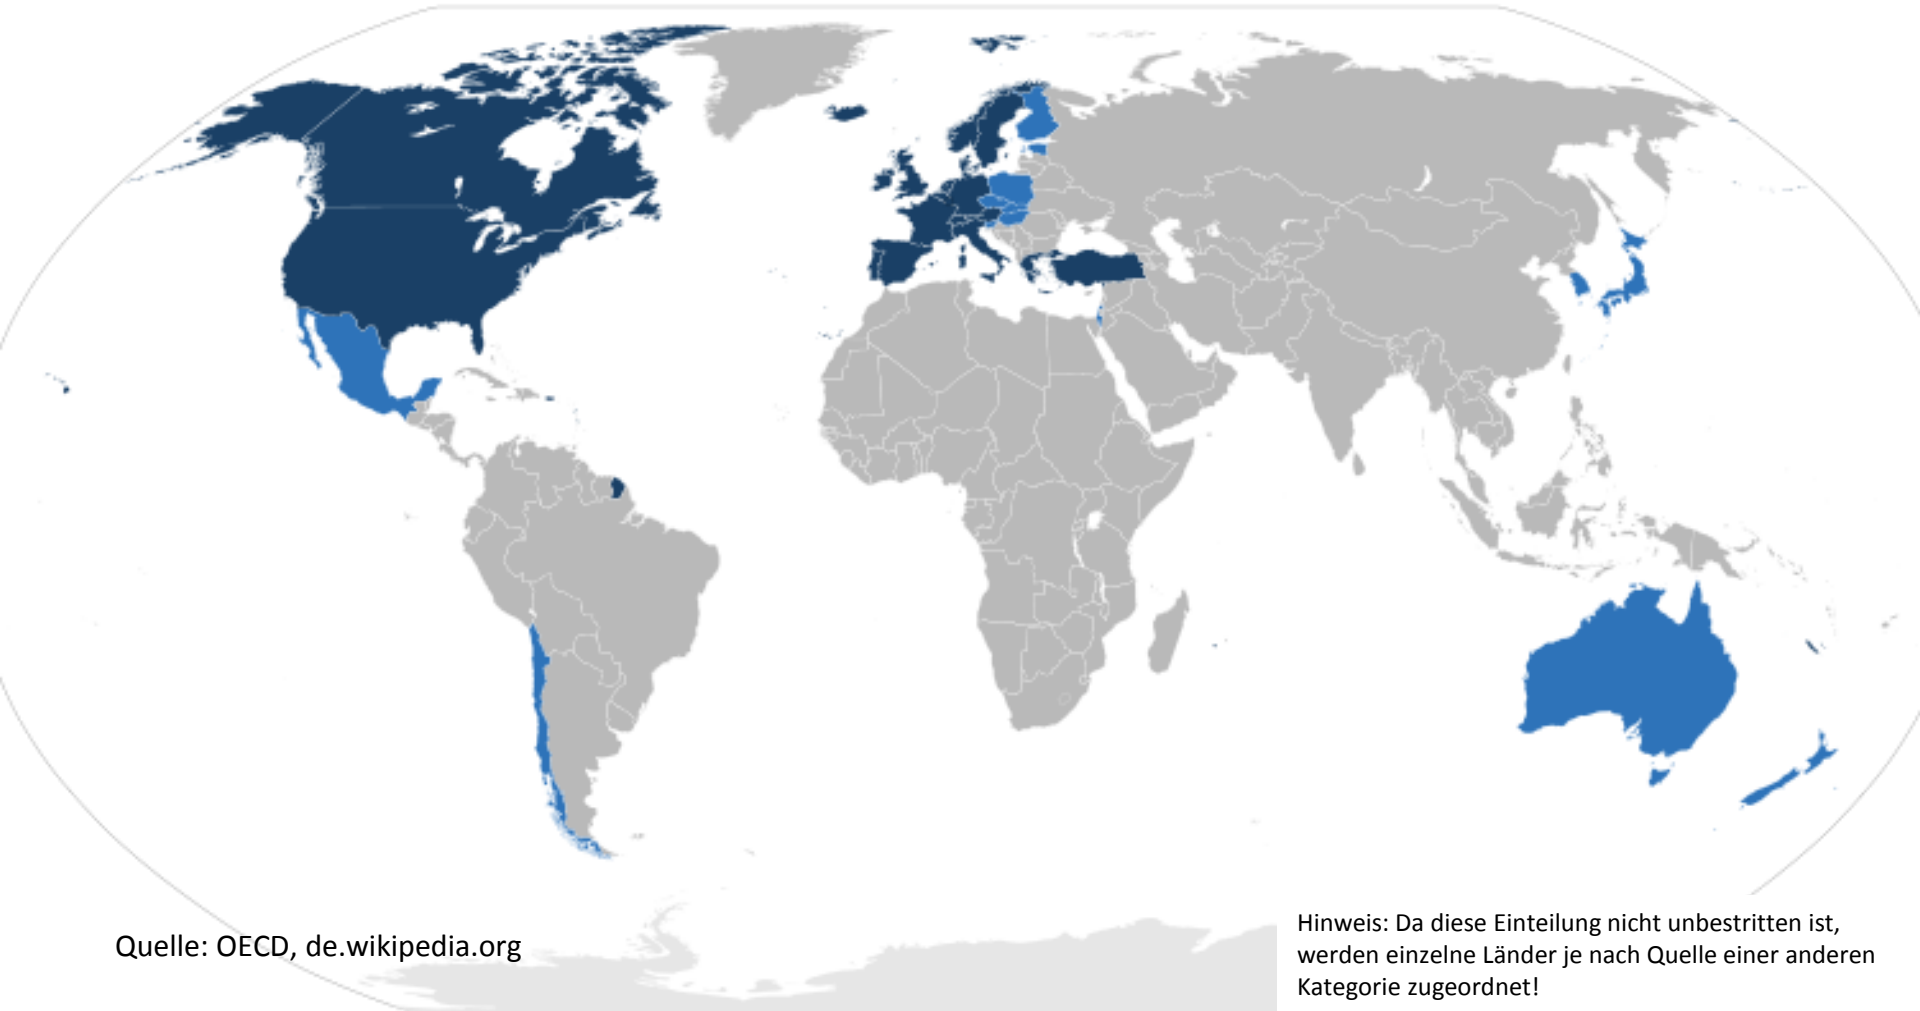 Quelle: OECD, de.wikipedia.org
Hinweis: Da diese Einteilung nicht unbestritten ist,
werden einzelne Länder je nach Quelle einer anderen
Kategorie zugeordnet!